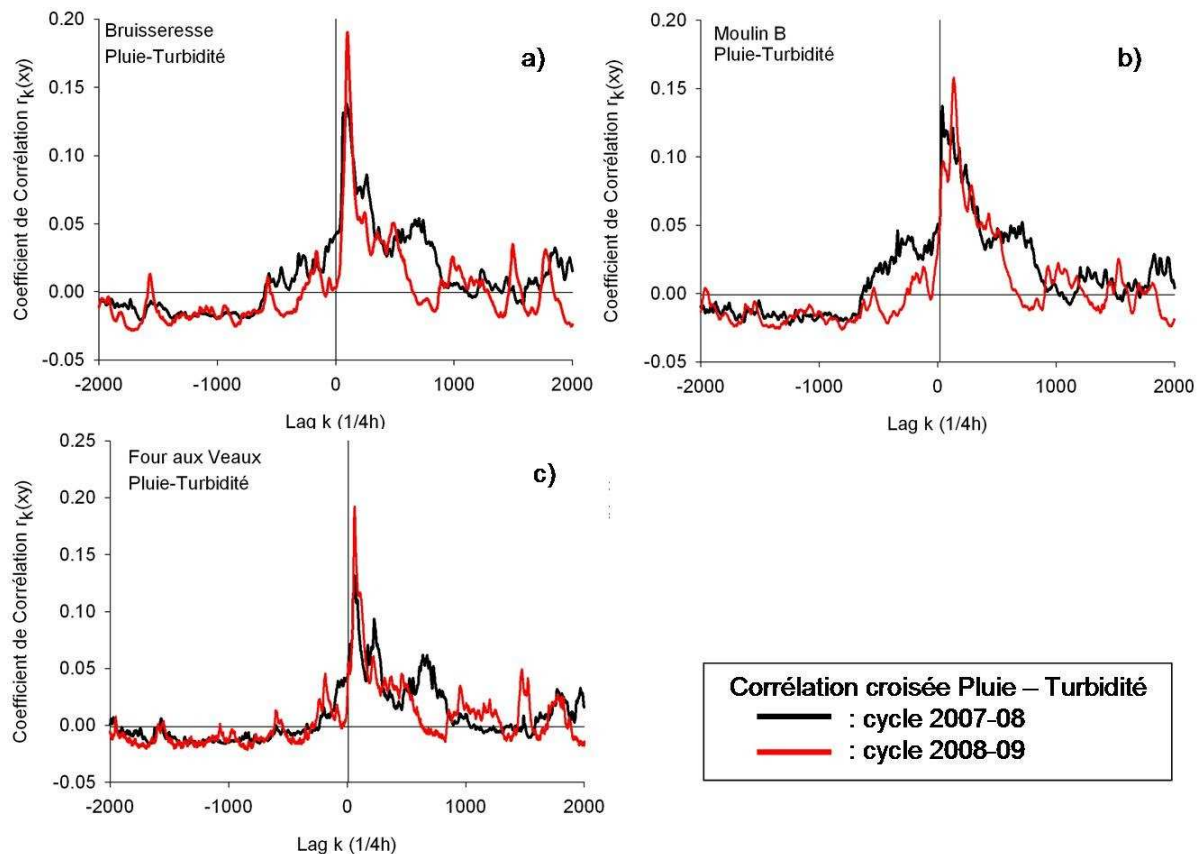 Bruisseresse
Pluie-Turbidité
a)
Coefficient de Corrélation rk(xy)
0.20
0.15
0.10
0.05
0.00
-0.05
-2000 -1000 0 1000 2000
Lag k (1/4h)
Moulin B
Pluie-Turbidité
b)
Coefficient de Corrélation rk(xy)
0.20
0.15
0.10
0.05
0.00
-0.05
-2000 -1000 0 1000 2000
Lag k (1/4h)
Four aux Veaux
Pluie-Turbidité
c)
Coefficient de Corrélation rk(xy)
0.25
0.20
0.15
0.10
0.05
0.00
-0.05
-2000 -1000 0 1000 2000
Lag k (1/4h)
Corrélation croisée Pluie – Turbidité
: cycle 2007-08
: cycle 2008-09